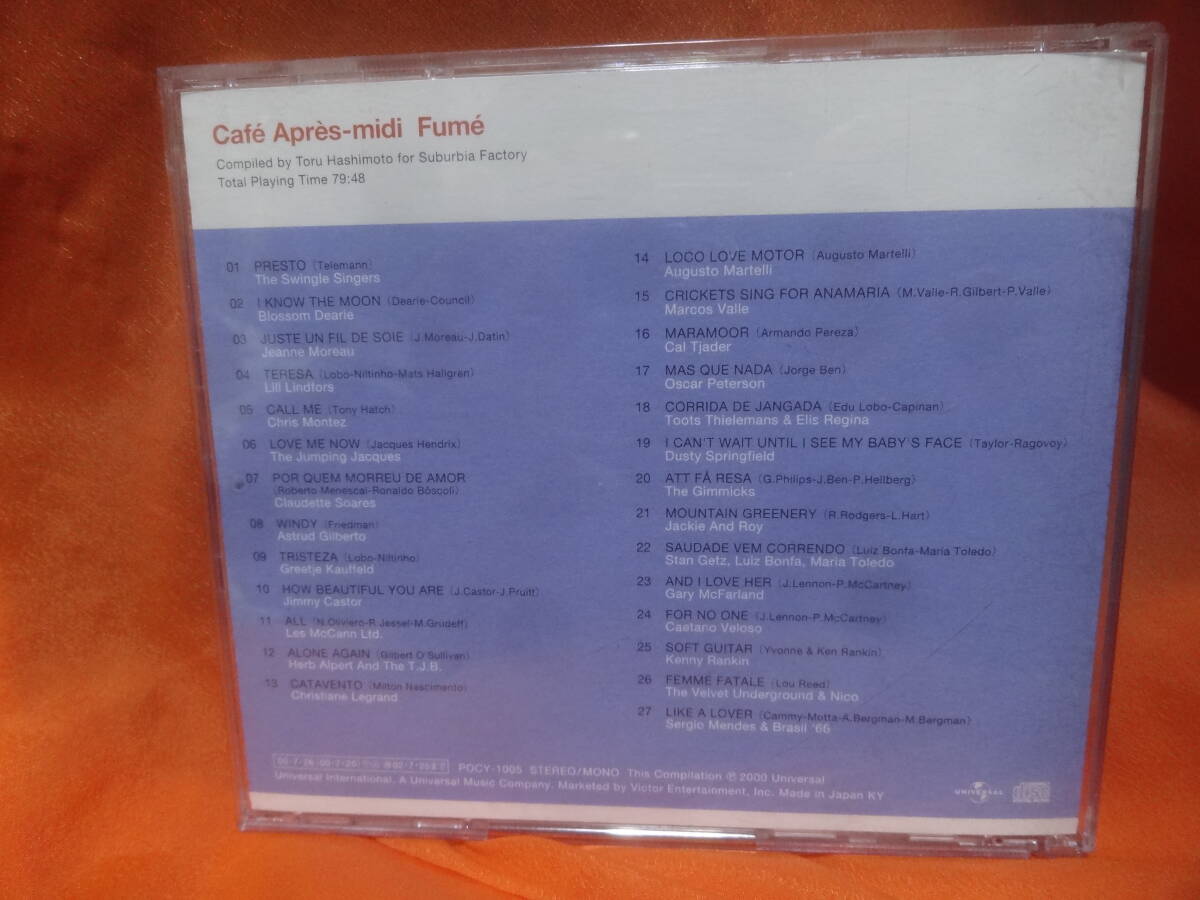 Café Après-midi Fumé
Compiled by Toru Hashimoto for Suburbia Factory
Total Playing Time 79:48
01 PRESTO (Telemann)
The Swingle Singers
02 I KNOW THE MOON (Dearie-Council)
Blossom Dearie
03 JUSTE UN FIL DE SOIE (J.Moreau-J.Datin)
Jeanne Moreau
04 TERESA (Lobo-Niltinho-Mats Hallgren)
Lill Lindfors
05 CALL ME (Tony Hatch)
Chris Montez
06 LOVE ME NOW (Jacques Hendrix)
The Jumping Jacques
07 POR QUEM MORREU DE AMOR
(Roberto Menescal-Ronaldo Bôscoli)
Claudette Soares
08 WINDY (Friedman)
Astrud Gilberto
09 TRISTEZA (Lobo-Niltinho)
Greetje Kauffeld
10 HOW BEAUTIFUL YOU ARE (J.Castor-J.Pruitt)
Jimmy Castor
11 ALL (N.Oliviero-R.Jessel-M.Grudeff)
Les McCann Ltd.
12 ALONE AGAIN (Gilbert O'Sullivan)
Herb Alpert And The T.J.B.
13 CATAVENTO (Milton Nascimento)
Christiane Legrand
14 LOCO LOVE MOTOR (Augusto Martelli)
Augusto Martelli
15 CRICKETS SING FOR ANAMARIA (M.Valle-R.Gilbert-P.Valle)
Marcos Valle
16 MARAMOOR (Armando Pereza)
Cal Tjader
17 MAS QUE NADA (Jorge Ben)
Oscar Peterson
18 CORRIDA DE JANGADA (Edu Lobo-Capinan)
Toots Thielemans & Elis Regina
19 I CAN'T WAIT UNTIL I SEE MY BABY'S FACE (Taylor-Ragovoy)
Dusty Springfield
20 ATT FÅ RESA (G.Philips-J.Ben-P.Hellberg)
The Gimmicks
21 MOUNTAIN GREENERY (R.Rodgers-L.Hart)
Jackie And Roy
22 SAUDADE VEM CORRENDO (Luiz Bonfa-Maria Toledo)
Stan Getz, Luiz Bonfa, Maria Toledo
23 AND I LOVE HER (J.Lennon-P.McCartney)
Gary McFarland
24 FOR NO ONE (J.Lennon-P.McCartney)
Caetano Veloso
25 SOFT GUITAR (Yvonne & Ken Rankin)
Kenny Rankin
26 FEMME FATALE (Lou Reed)
The Velvet Underground & Nico
27 LIKE A LOVER (Cammy-Motta-A.Bergman-M.Bergman)
Sergio Mendes & Brasil '66
POCY-1005 STEREO/MONO This Compilation ℗ 2000 Universal
Universal International. A Universal Music Company. Marketed by Victor Entertainment, Inc. Made in Japan KY
UNIVERSAL